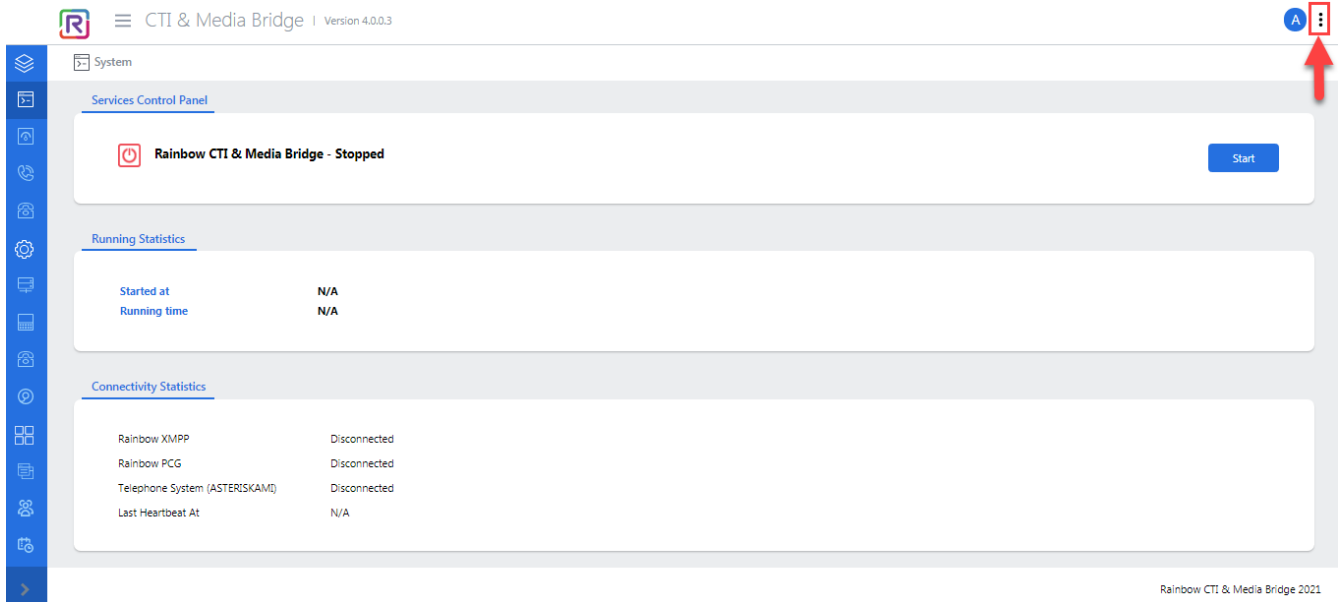 R CTI & Media Bridge | Version 4.0.0.3 A
System
Services Control Panel
Rainbow CTI & Media Bridge - Stopped Start
Running Statistics
Started at N/A
Running time N/A
Connectivity Statistics
Rainbow XMPP Disconnected
Rainbow PCG Disconnected
Telephone System (ASTERISKAMI) Disconnected
Last Heartbeat At N/A
Rainbow CTI & Media Bridge 2021